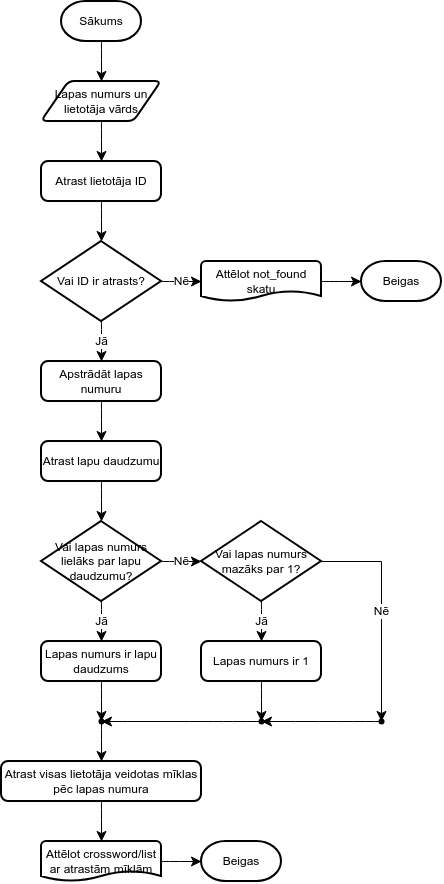 Sākums
Lapas numurs un
lietotāja vārds
Atrast lietotāja ID
Vai ID ir atrasts?
Nē
Attēlot not_found
skatu
Beigas
Jā
Apstrādāt lapas
numuru
Atrast lapu daudzumu
Vai lapas numurs
lielāks par lapu
daudzumu?
Nē
Vai lapas numurs
mazāks par 1?
Nē
Jā
Jā
Lapas numurs ir lapu
daudzums
Lapas numurs ir 1
Atrast visas lietotāja veidotas mīklas
pēc lapas numura
Attēlot crossword/list
ar atrastām mīklām
Beigas